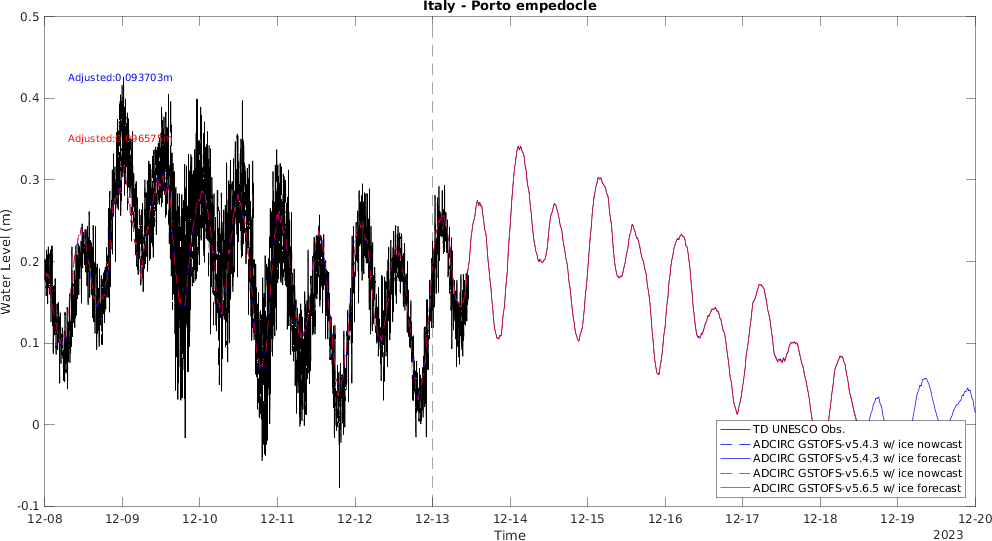 Italy - Porto empedocle
0.5
0.4
0.3
0.2
0.1
0
-0.1
Water Level (m)
Adjusted:0.093703m
Adjusted:0.096579m
TD UNESCO Obs.
ADCIRC GSTOFS-v5.4.3 w/ ice nowcast
ADCIRC GSTOFS-v5.4.3 w/ ice forecast
ADCIRC GSTOFS-v5.6.5 w/ ice nowcast
ADCIRC GSTOFS-v5.6.5 w/ ice forecast
12-08 12-09 12-10 12-11 12-12 12-13 12-14 12-15 12-16 12-17 12-18 12-19 12-20
Time
2023